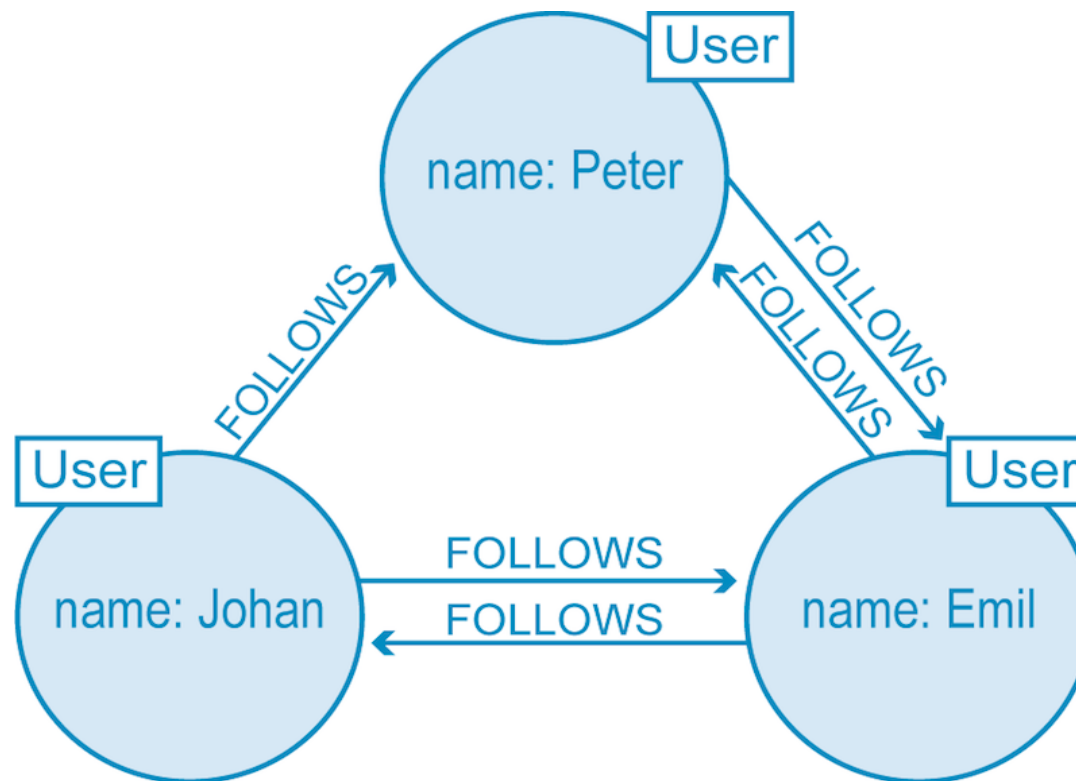 User
name: Peter
FOLLOWS
FOLLOWS
FOLLOWS
User
User
FOLLOWS
name: Johan
name: Emil
FOLLOWS